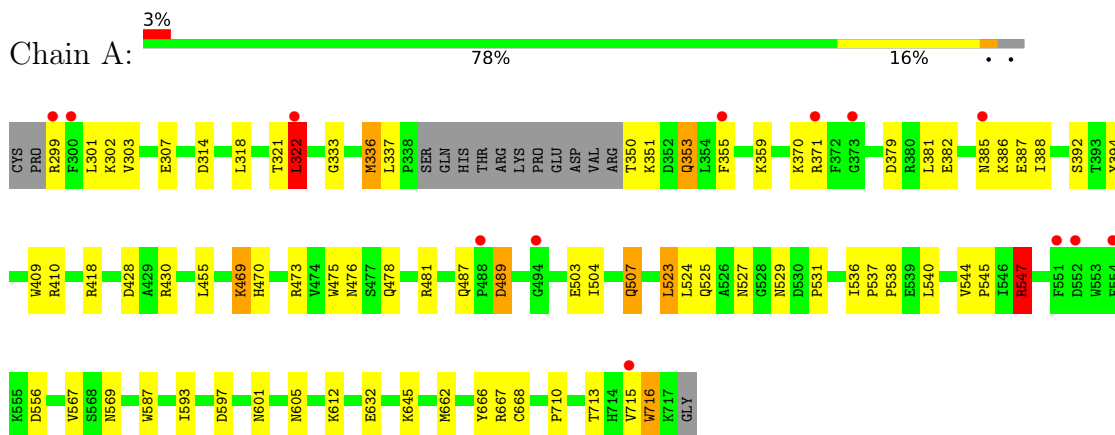 3%
Chain A:
78% 16% • •
CYS PRO R299 F300 L301 K302 V303 E307 D314 L318 T321 L322 G333 M336 L337 P338 SER GLN HIS THR ARG LYS PRO GLU ASP VAL ARG T350 K351 D352 Q353 L354 F355 K359 K370 R371 F372 G373 D379 R380 L381 E382 N385 K386 E387 I388 S392 T393
W409 R410 R418 D428 A429 R430 L455 K469 H470 R473 V474 W475 N476 S477 Q478 R481 Q487 P488 D489 G494 E503 I504 Q507 L523 L524 Q525 A526 N527 G528 N529 D530 P531 I536 P537 P538 E539 L540 V544 P545 I546 R547 F551 D552 W553
K555 D556 V567 S568 N569 W587 I593 D597 N601 N605 K612 E632 K645 M662 Y666 R667 C668 P710 T713 H714 V715 W716 K717 GLY